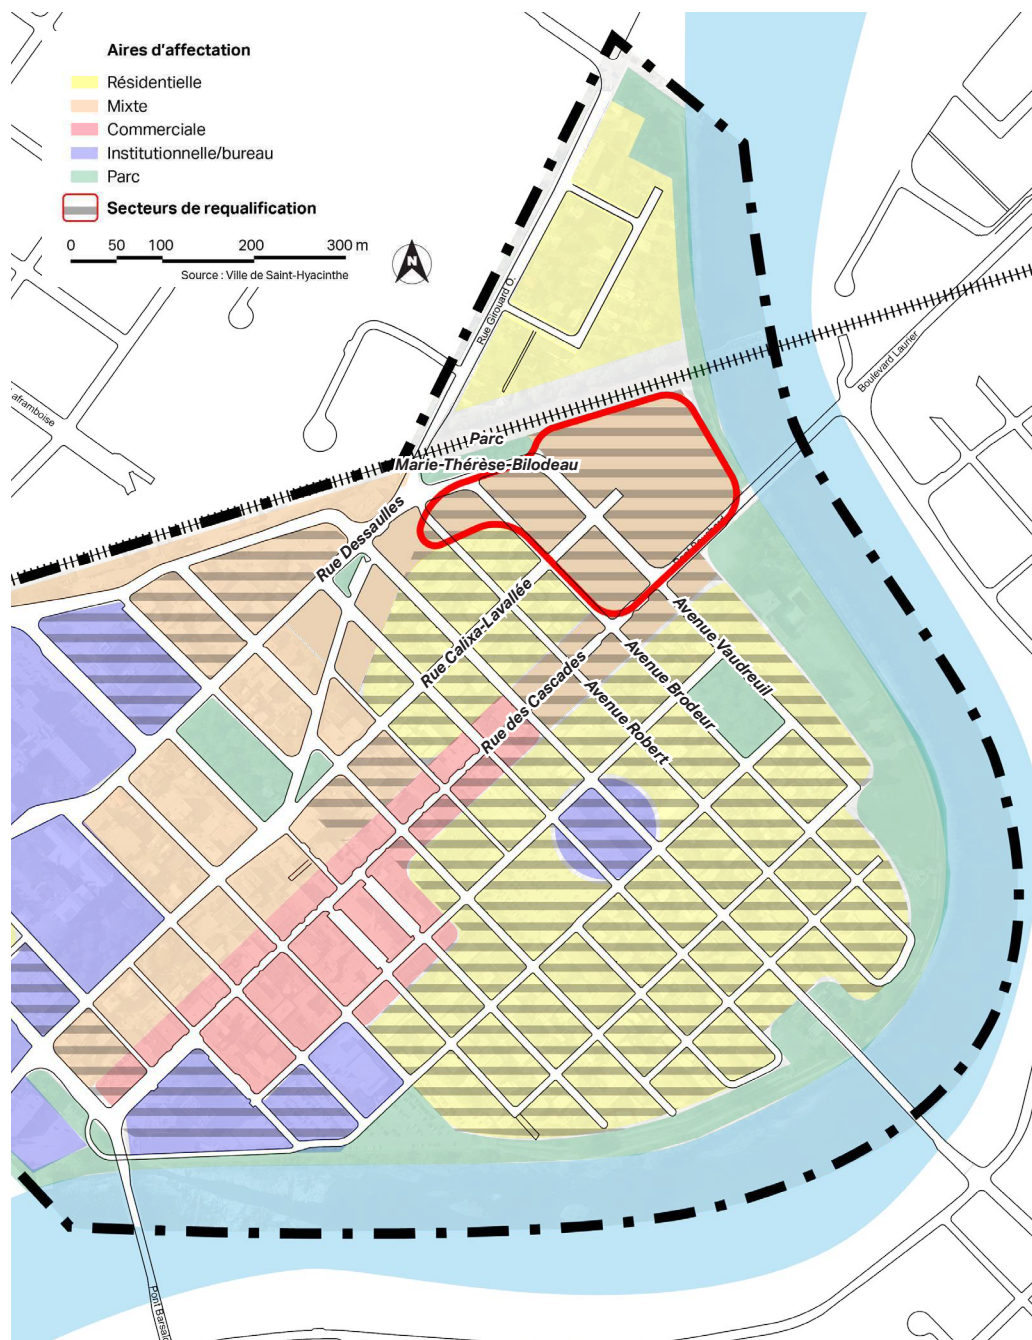 Aires d'affectation
Résidentielle
Mixte
Commerciale
Institutionnelle/bureau
Parc
Secteurs de requalification
0 50 100 200 300 m
Source : Ville de Saint-Hyacinthe
N
Rue Girouard O.
Boulevard Laurier
aframboise
Parc
Marie-Thérèse-Bilodeau
Rue Dessaulles
Rue Calixa-Lavallée
Rue des Cascades
Avenue Vaudreuil
Avenue Brodeur
Avenue Robert
Pont Barsalo